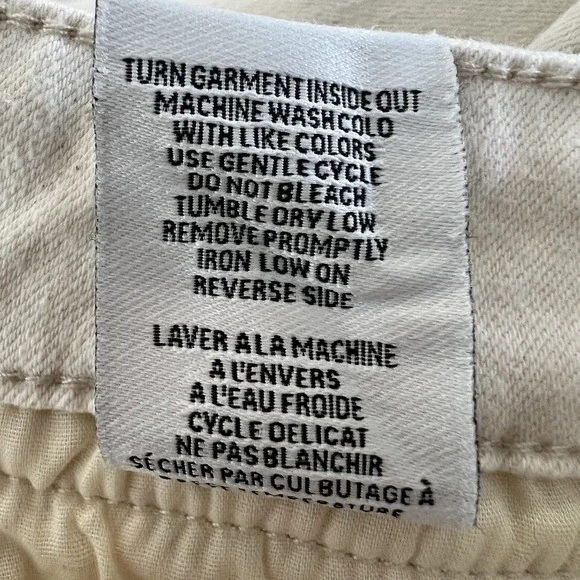 TURN GARMENT INSIDE OUT
MACHINE WASH COLD
WITH LIKE COLORS
USE GENTLE CYCLE
DO NOT BLEACH
TUMBLE DRY LOW
REMOVE PROMPTLY
IRON LOW ON
REVERSE SIDE
LAVER A LA MACHINE
A L'ENVERS
A L'EAU FROIDE
CYCLE DELICAT
NE PAS BLANCHIR
SÉCHER PAR CULBUTAGE À
TEMPERATURE